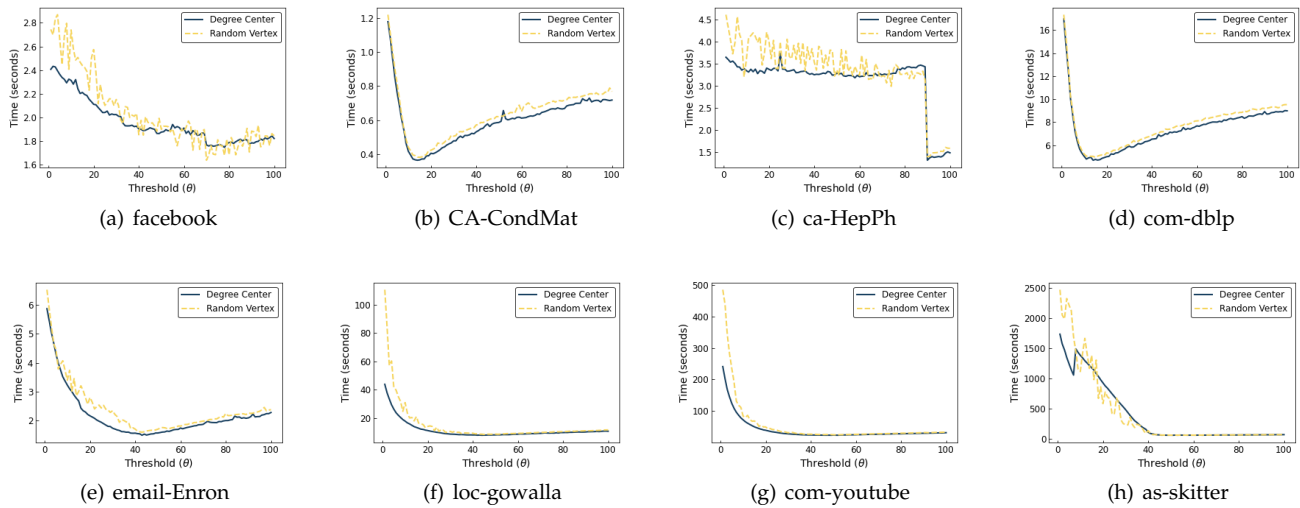 2.8
2.6
2.4
2.2
2.0
1.8
1.6
Time (seconds)
Degree Center
Random Vertex
0 20 40 60 80 100
Threshold (θ)
(a) facebook
1.2
1.0
0.8
0.6
0.4
Time (seconds)
Degree Center
Random Vertex
0 20 40 60 80 100
Threshold (θ)
(b) CA-CondMat
4.5
4.0
3.5
3.0
2.5
2.0
1.5
Time (seconds)
Degree Center
Random Vertex
0 20 40 60 80 100
Threshold (θ)
(c) ca-HepPh
16
14
12
10
8
6
Time (seconds)
Degree Center
Random Vertex
0 20 40 60 80 100
Threshold (θ)
(d) com-dblp
6
5
4
3
2
Time (seconds)
Degree Center
Random Vertex
0 20 40 60 80 100
Threshold (θ)
(e) email-Enron
100
80
60
40
20
Time (seconds)
Degree Center
Random Vertex
0 20 40 60 80 100
Threshold (θ)
(f) loc-gowalla
500
400
300
200
100
Time (seconds)
Degree Center
Random Vertex
0 20 40 60 80 100
Threshold (θ)
(g) com-youtube
2500
2000
1500
1000
500
0
Time (seconds)
Degree Center
Random Vertex
0 20 40 60 80 100
Threshold (θ)
(h) as-skitter